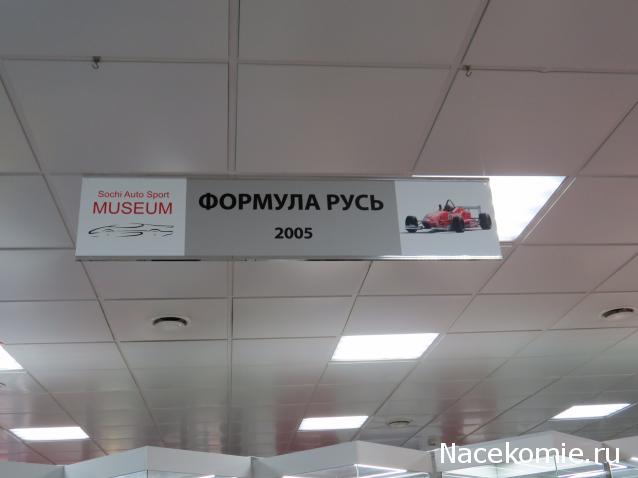 Sochi Auto Sport
MUSEUM
ФОРМУЛА РУСЬ
2005
Nacekomie.ru